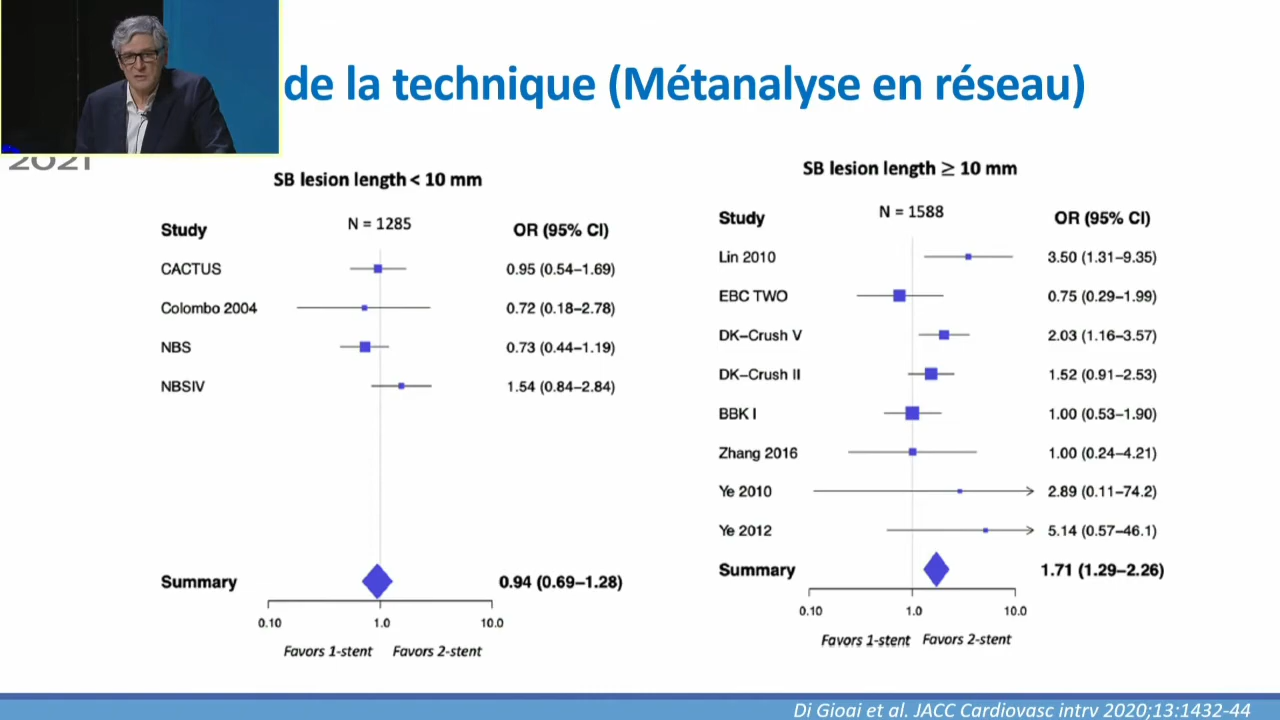 de la technique (Métanalyse en réseau)
2021
SB lesion length < 10 mm
N = 1285
Study OR (95% CI)
CACTUS 0.95 (0.54–1.69)
Colombo 2004 0.72 (0.18–2.78)
NBS 0.73 (0.44–1.19)
NBSIV 1.54 (0.84–2.84)
Summary 0.94 (0.69–1.28)
0.10 1.0 10.0
Favors 1-stent Favors 2-stent
SB lesion length ≥ 10 mm
N = 1588
Study OR (95% CI)
Lin 2010 3.50 (1.31–9.35)
EBC TWO 0.75 (0.29–1.99)
DK–Crush V 2.03 (1.16–3.57)
DK–Crush II 1.52 (0.91–2.53)
BBK I 1.00 (0.53–1.90)
Zhang 2016 1.00 (0.24–4.21)
Ye 2010 2.89 (0.11–74.2)
Ye 2012 5.14 (0.57–46.1)
Summary 1.71 (1.29–2.26)
0.10 1.0 10.0
Favors 1-stent Favors 2-stent
Di Gioai et al. JACC Cardiovasc intrv 2020;13:1432-44